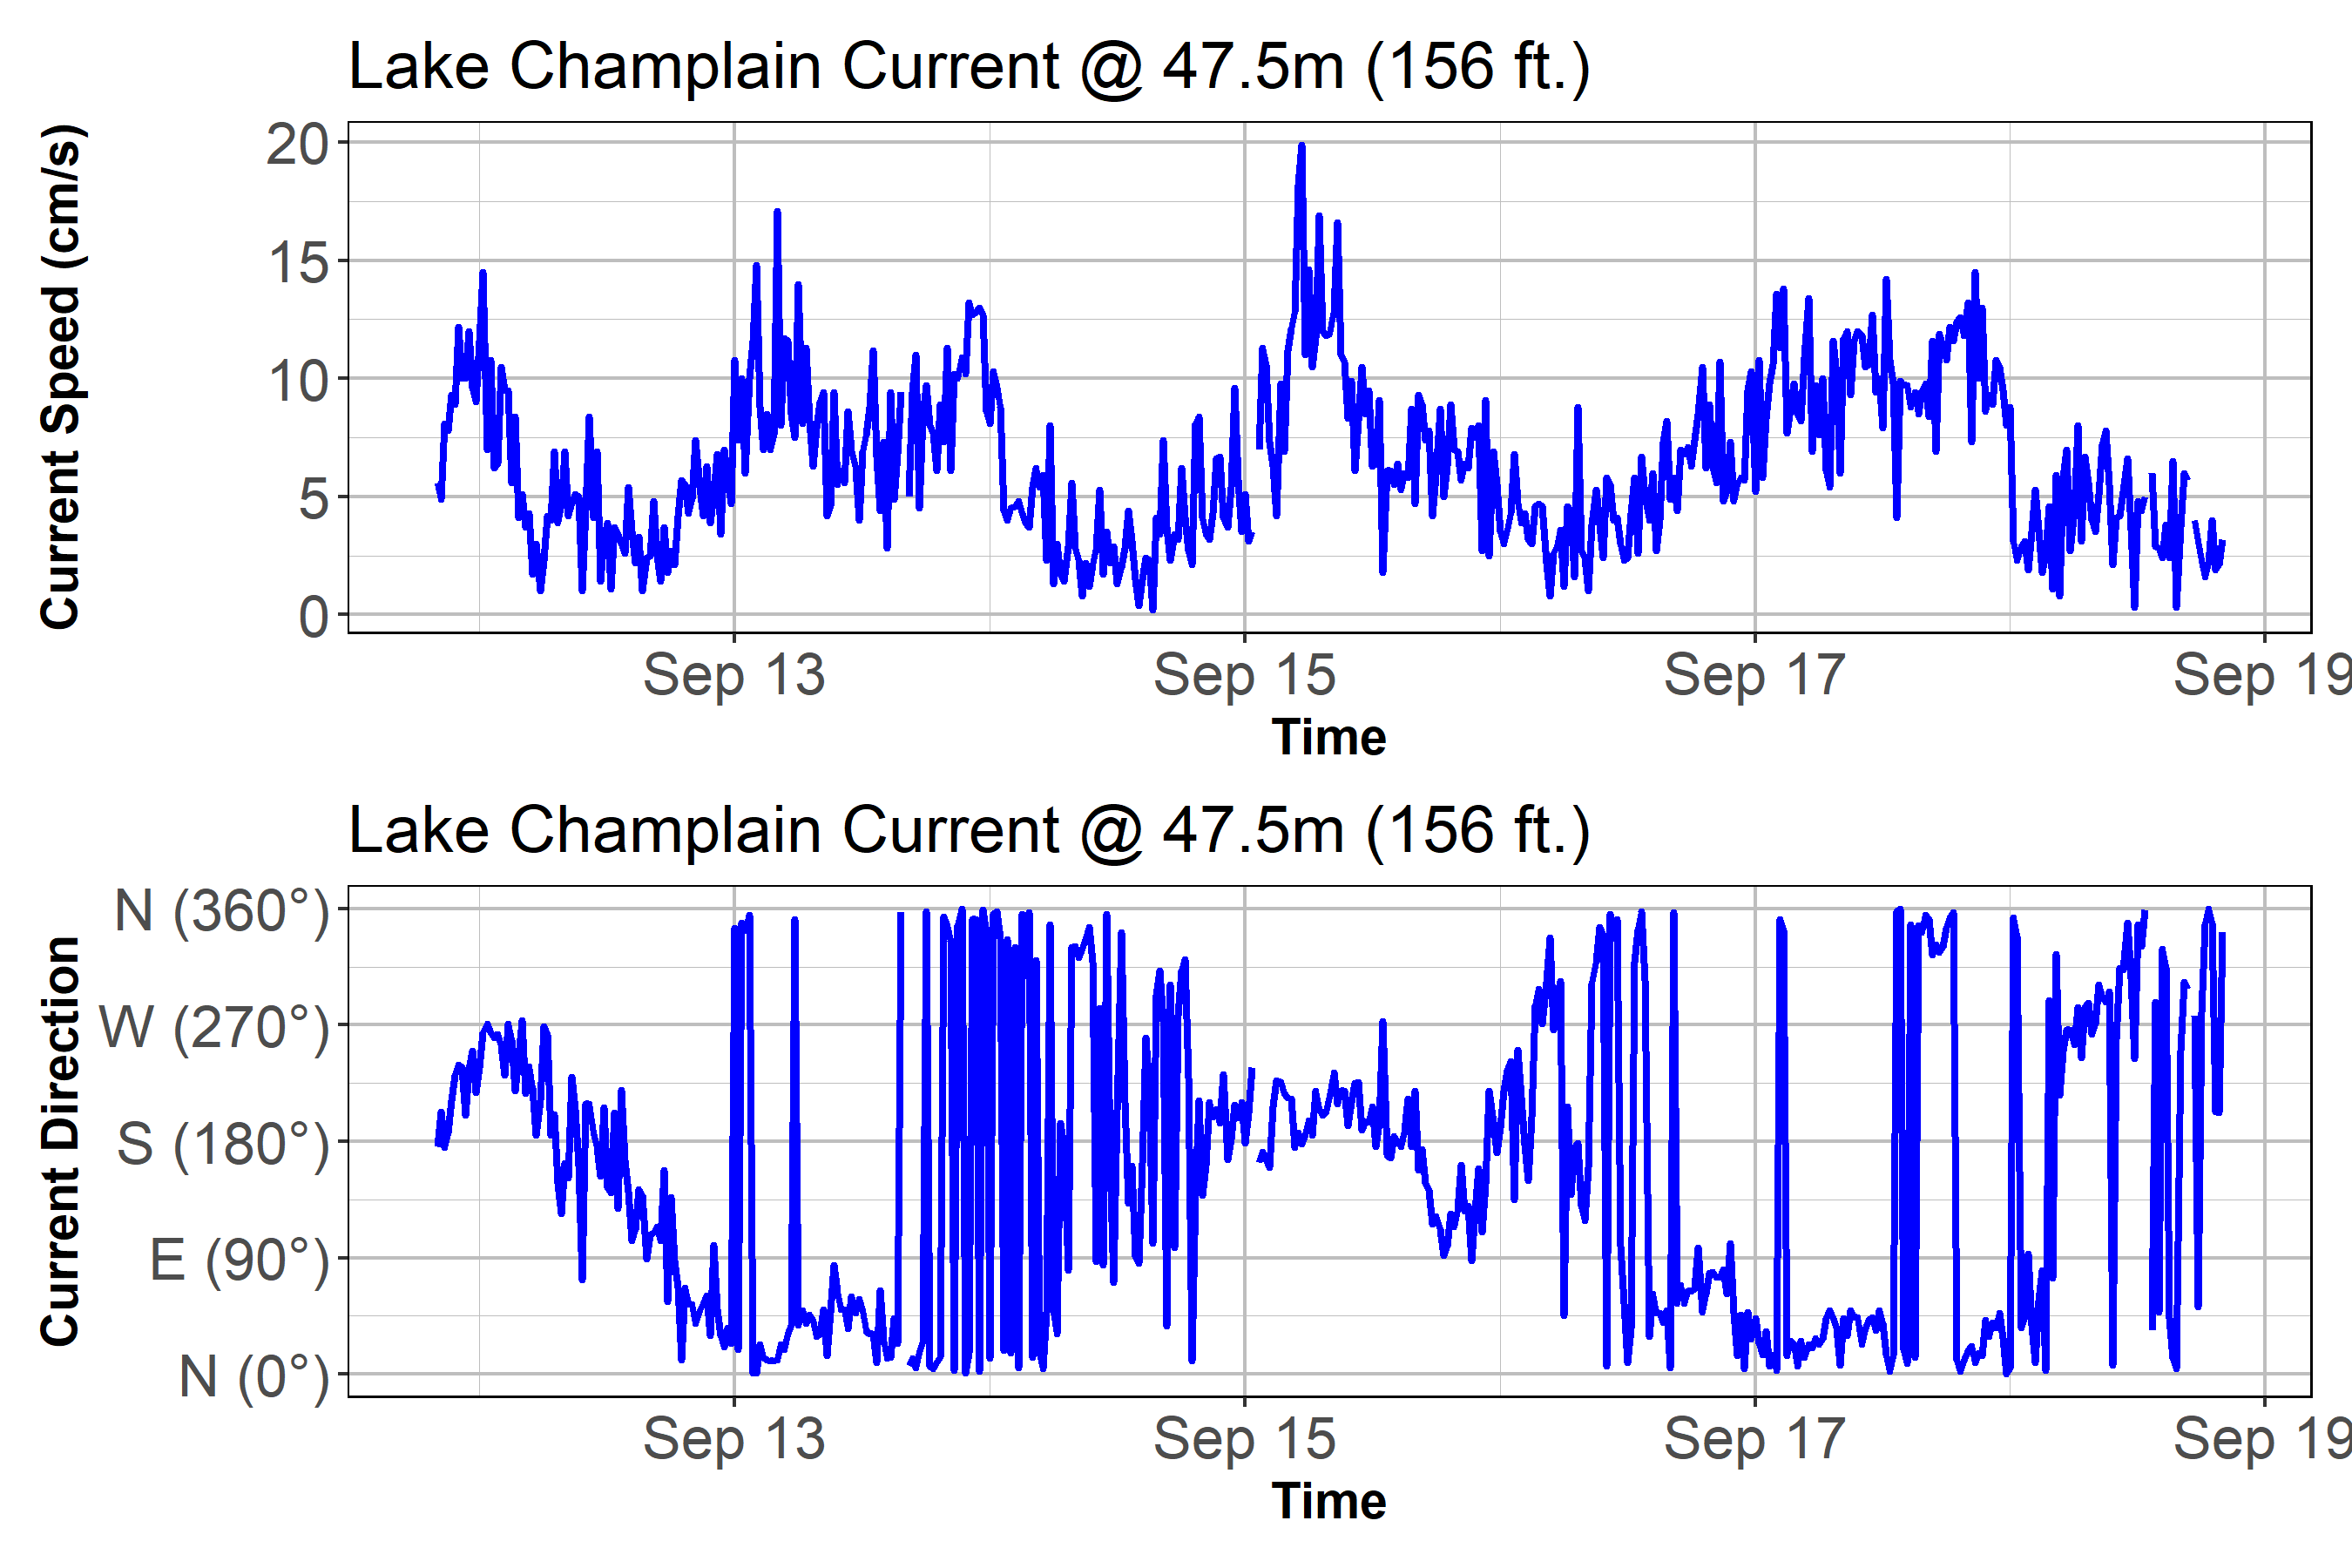 Lake Champlain Current @ 47.5m (156 ft.)
Current Speed (cm/s)
20
15
10
5
0
Sep 13 Sep 15 Sep 17 Sep 19
Time
Lake Champlain Current @ 47.5m (156 ft.)
Current Direction
N (360°)
W (270°)
S (180°)
E (90°)
N (0°)
Sep 13 Sep 15 Sep 17 Sep 19
Time